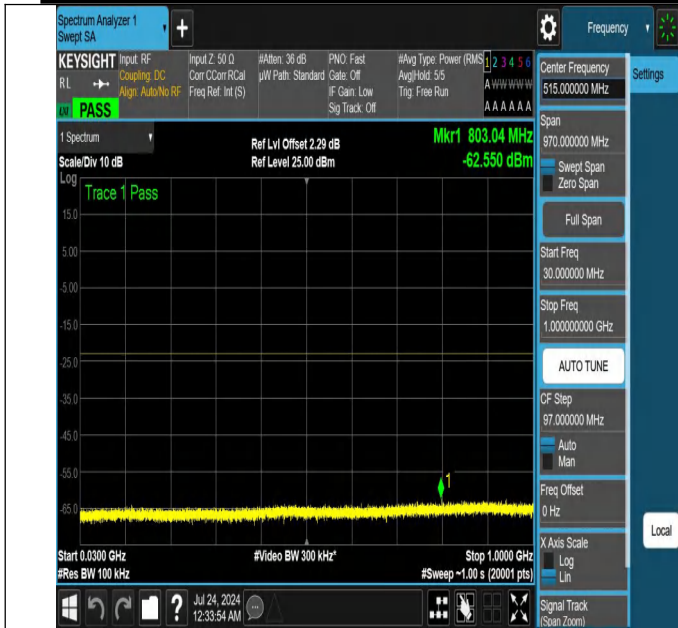 Spectrum Analyzer 1
Swept SA
+
Frequency
KEYSIGHT
RL
PASS
Input: RF
Coupling: DC
Align: Auto/No RF
Input Z: 50 Ω
Corr CCorr RCal
Freq Ref: Int (S)
#Atten: 36 dB
µW Path: Standard
PNO: Fast
Gate: Off
IF Gain: Low
Sig Track: Off
#Avg Type: Power (RMS
Avg|Hold: 5/5
Trig: Free Run
1 2 3 4 5 6
A W W W W W
A A A A A A
1 Spectrum
Scale/Div 10 dB
Ref Lvl Offset 2.29 dB
Ref Level 25.00 dBm
Mkr1 803.04 MHz
-62.550 dBm
Log
Trace 1 Pass
15.0
5.00
-5.00
-15.0
-25.0
-35.0
-45.0
-55.0
-65.0
1
Start 0.0300 GHz
#Res BW 100 kHz
#Video BW 300 kHz*
Stop 1.0000 GHz
#Sweep ~1.00 s (20001 pts)
?
Jul 24, 2024
12:33:54 AM
Center Frequency
515.000000 MHz
Settings
Span
970.000000 MHz
Swept Span
Zero Span
Full Span
Start Freq
30.000000 MHz
Stop Freq
1.000000000 GHz
AUTO TUNE
CF Step
97.000000 MHz
Auto
Man
Freq Offset
0 Hz
X Axis Scale
Log
Lin
Local
Signal Track
(Span Zoom)